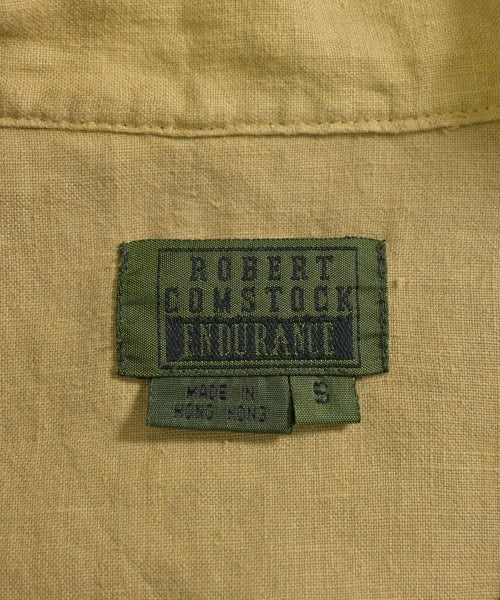 ROBERT
COMSTOCK
ENDURANCE
MADE IN
HONG KONG
S